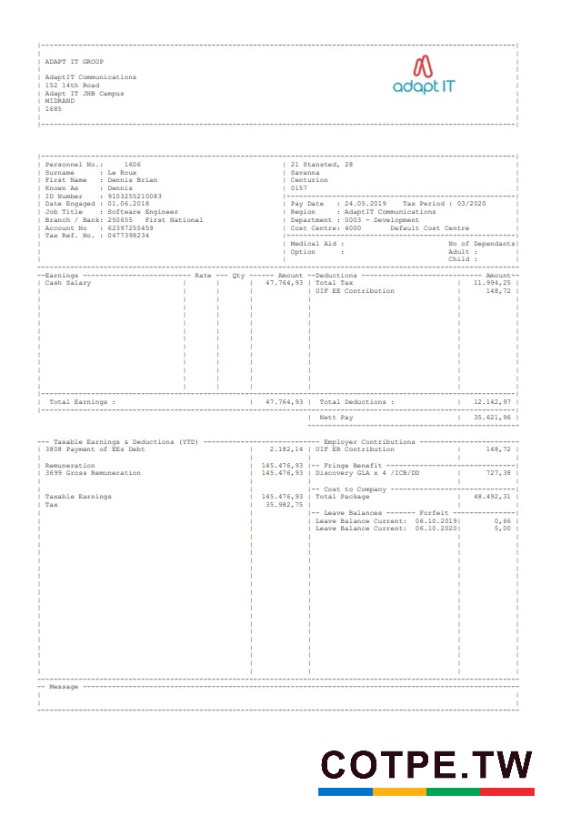 ADAPT IT GROUP
AdaptIT Communications
152 14th Road
Adapt IT JHB Campus
MIDRAND
1685
adapt IT
Personnel No.: 1606
Surname : Le Roux
First Name : Dennis Brian
Known As : Dennis
ID Number : 9103255210083
Date Engaged : 01.06.2018
Job Title : Software Engineer
Branch / Bank: 250655 First National
Account No : 62397255459
Tax Ref. No. : 0477398234
21 Stansted, 28
Savanna
Centurion
0157
Pay Date : 24.05.2019 Tax Period : 03/2020
Region : AdaptIT Communications
Department : 0003 - Development
Cost Centre: 4000 Default Cost Centre
Medical Aid : No of Dependants
Option : Adult :
Child :
Earnings Rate Qty Amount Deductions Amount
Cash Salary 47.764,93 Total Tax 11.994,25
UIF EE Contribution 148,72
Total Earnings : 47.764,93 Total Deductions : 12.142,97
Nett Pay 35.621,96
Taxable Earnings & Deductions (YTD) Employer Contributions
3808 Payment of EEs Debt 2.182,14 UIF ER Contribution 148,72
Remuneration 145.476,93 Fringe Benefit
3699 Gross Remuneration 145.476,93 Discovery GLA x 4 /ICB/DD 727,38
Cost to Company
Taxable Earnings 145.476,93 Total Package 48.492,31
Tax 35.982,75
Leave Balances Forfeit
Leave Balance Current: 06.10.2019 0,66
Leave Balance Current: 06.10.2020 5,00
Message
COTPE.TW